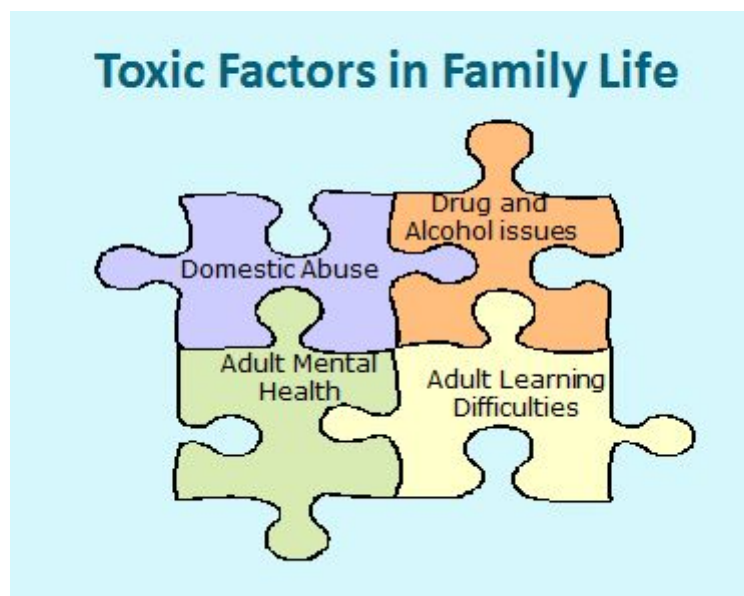 Toxic Factors in Family Life
Drug and
Alcohol issues
Domestic Abuse
Adult Mental
Health
Adult Learning
Difficulties